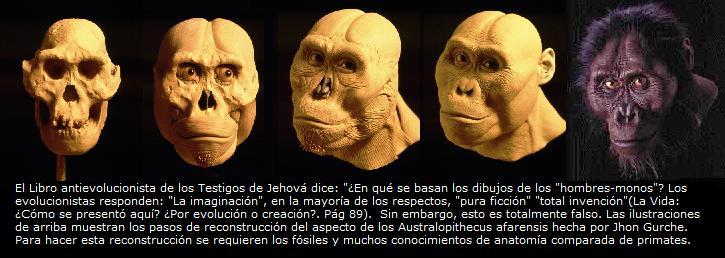 El Libro antievolucionista de los Testigos de Jehová dice: "¿En qué se basan los dibujos de los "hombres-monos"? Los
evolucionistas responden: "La imaginación", en la mayoría de los respectos, "pura ficción" "total invención"(La Vida:
¿Cómo se presentó aquí? ¿Por evolución o creación?. Pág 89).  Sin embargo, esto es totalmente falso. Las ilustraciones
de arriba muestran los pasos de reconstrucción del aspecto de los Australopithecus afarensis hecha por Jhon Gurche.
Para hacer esta reconstrucción se requieren los fósiles y muchos conocimientos de anatomía comparada de primates.